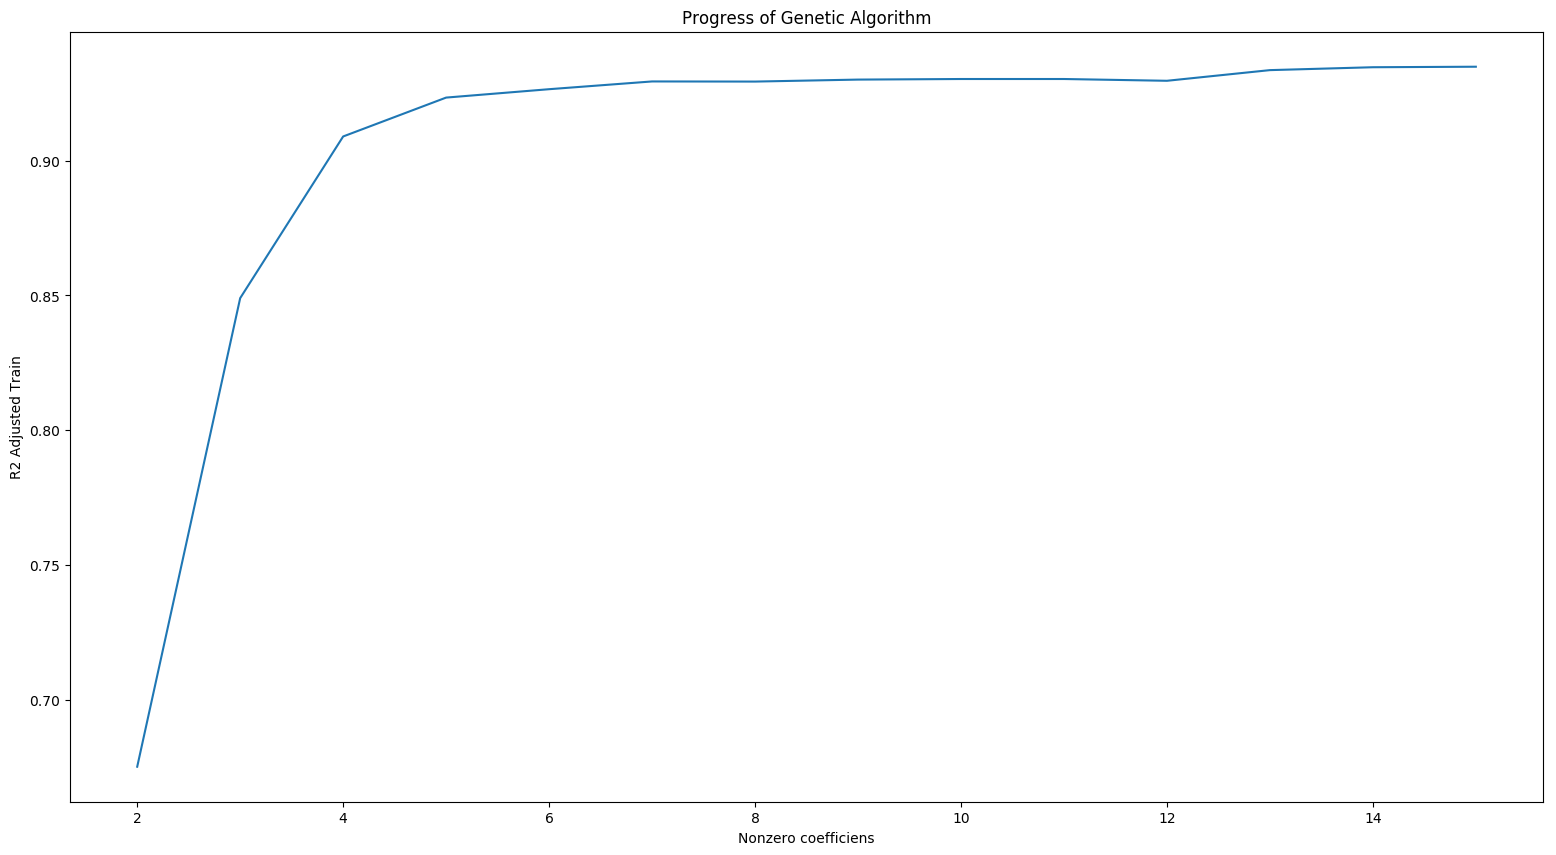 Progress of Genetic Algorithm
R2 Adjusted Train
0.90
0.85
0.80
0.75
0.70
2 4 6 8 10 12 14
Nonzero coefficiens